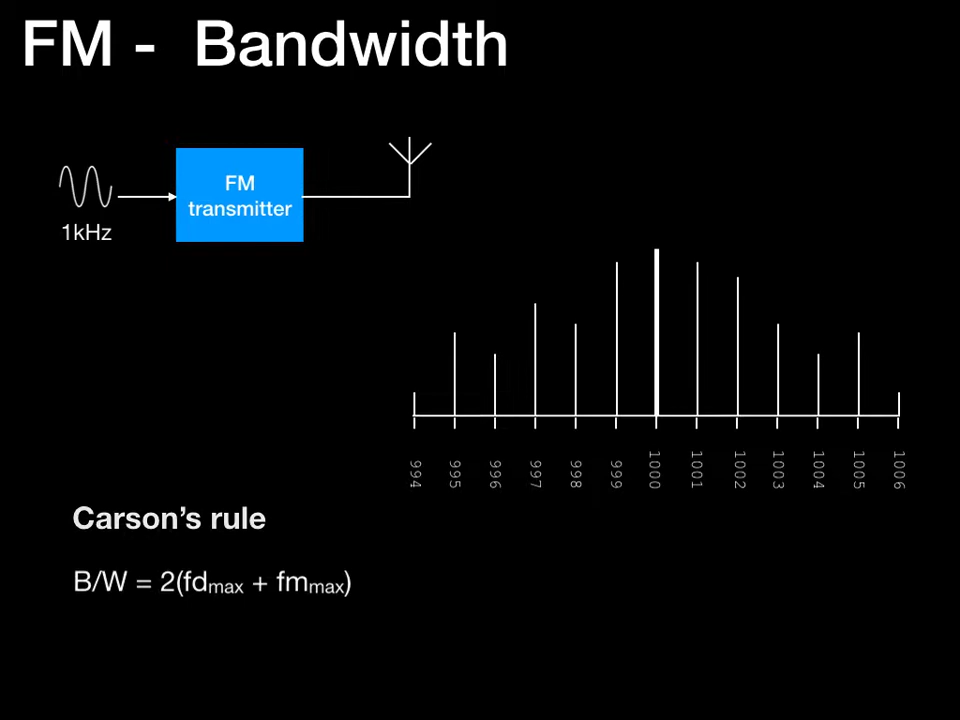 FM - Bandwidth
FM
transmitter
1kHz
994 995 996 997 998 999 1000 1001 1002 1003 1004 1005 1006
Carson’s rule
B/W = 2(fdmax + fmmax)